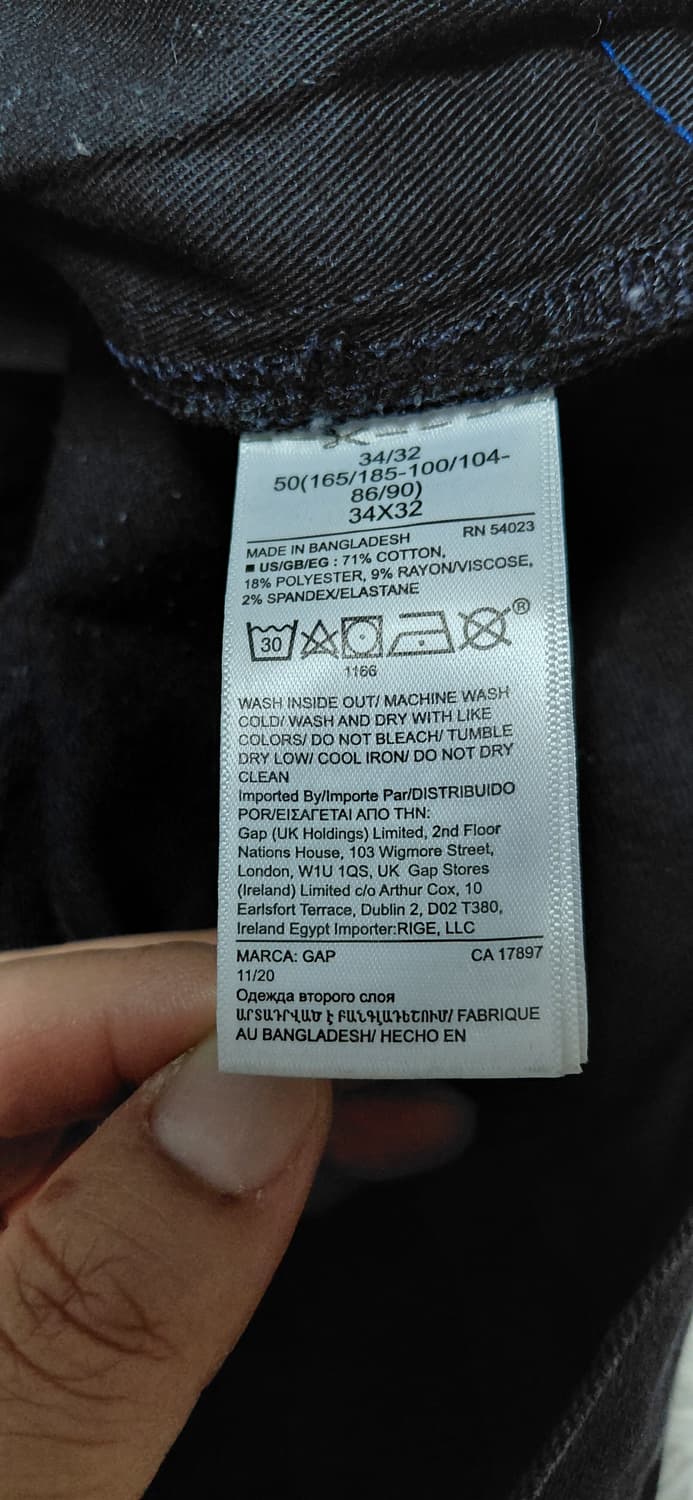 34/32
50(165/185-100/104-
86/90)
34X32
MADE IN BANGLADESH RN 54023
■ US/GB/EG : 71% COTTON,
18% POLYESTER, 9% RAYON/VISCOSE,
2% SPANDEX/ELASTANE
30 ®
1166
WASH INSIDE OUT/ MACHINE WASH
COLD/ WASH AND DRY WITH LIKE
COLORS/ DO NOT BLEACH/ TUMBLE
DRY LOW/ COOL IRON/ DO NOT DRY
CLEAN
Imported By/Importe Par/DISTRIBUIDO
POR/ΕΙΣΑΓΕΤΑΙ ΑΠΟ ΤΗΝ:
Gap (UK Holdings) Limited, 2nd Floor
Nations House, 103 Wigmore Street,
London, W1U 1QS, UK Gap Stores
(Ireland) Limited c/o Arthur Cox, 10
Earlsfort Terrace, Dublin 2, D02 T380,
Ireland Egypt Importer:RIGE, LLC
MARCA: GAP CA 17897
11/20
Одежда второго слоя
ԱՐՏԱԴՐՎԱԾ Է ԲԱՆԳԼԱԴԵՇՈՒՄ/ FABRIQUE
AU BANGLADESH/ HECHO EN